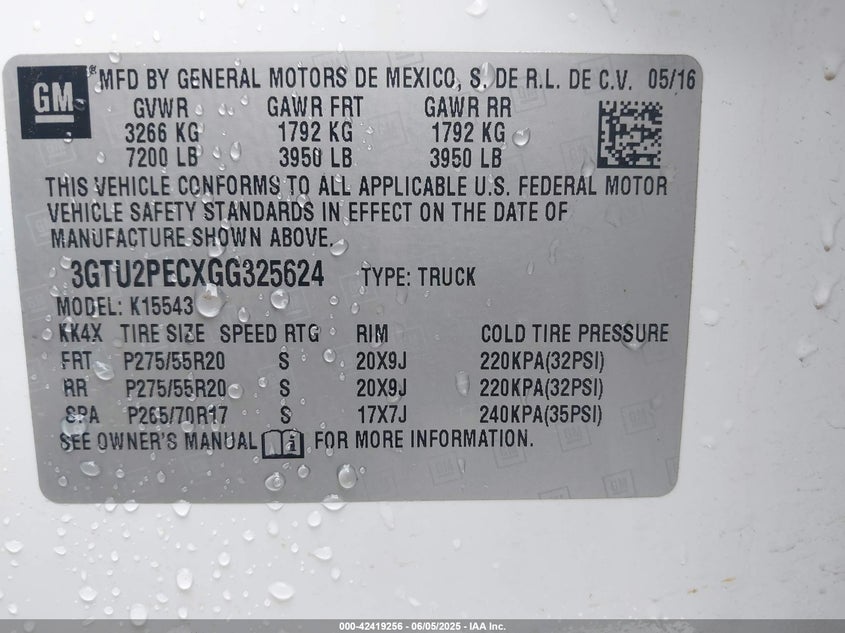 GM
® MFD BY GENERAL MOTORS DE MEXICO, S. DE R.L. DE C.V. 05/16
GVWR GAWR FRT GAWR RR
3266 KG 1792 KG 1792 KG
7200 LB 3950 LB 3950 LB
THIS VEHICLE CONFORMS TO ALL APPLICABLE U.S. FEDERAL MOTOR
VEHICLE SAFETY STANDARDS IN EFFECT ON THE DATE OF
MANUFACTURE SHOWN ABOVE.
3GTU2PECXGG325624 TYPE: TRUCK
MODEL: K15543
KK4X TIRE SIZE SPEED RTG RIM COLD TIRE PRESSURE
FRT P275/55R20 S 20X9J 220KPA(32PSI)
RR P275/55R20 S 20X9J 220KPA(32PSI)
SPA P265/70R17 S 17X7J 240KPA(35PSI)
SEE OWNER'S MANUAL i FOR MORE INFORMATION.
000-42419256 - 06/05/2025 - IAA Inc.